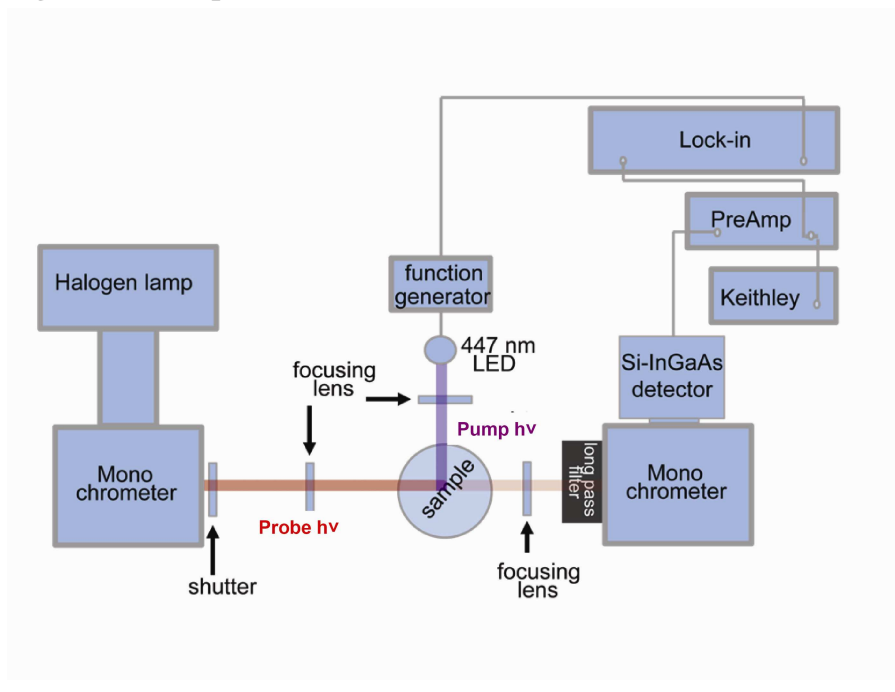 Lock-in
PreAmp
Keithley
Halogen lamp
function
generator
447 nm
LED
Si-InGaAs
detector
focusing
lens
Pump hν
Mono
chrometer
sample
long pass
filter
Mono
chrometer
Probe hν
shutter
focusing
lens